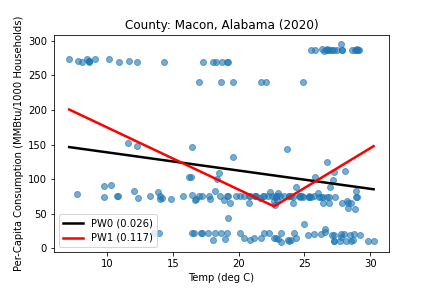 County: Macon, Alabama (2020)
Per-Capita Consumption (MMBtu/1000 Households)
300
250
200
150
100
50
0
PW0 (0.026)
PW1 (0.117)
10
15
20
25
30
Temp (deg C)